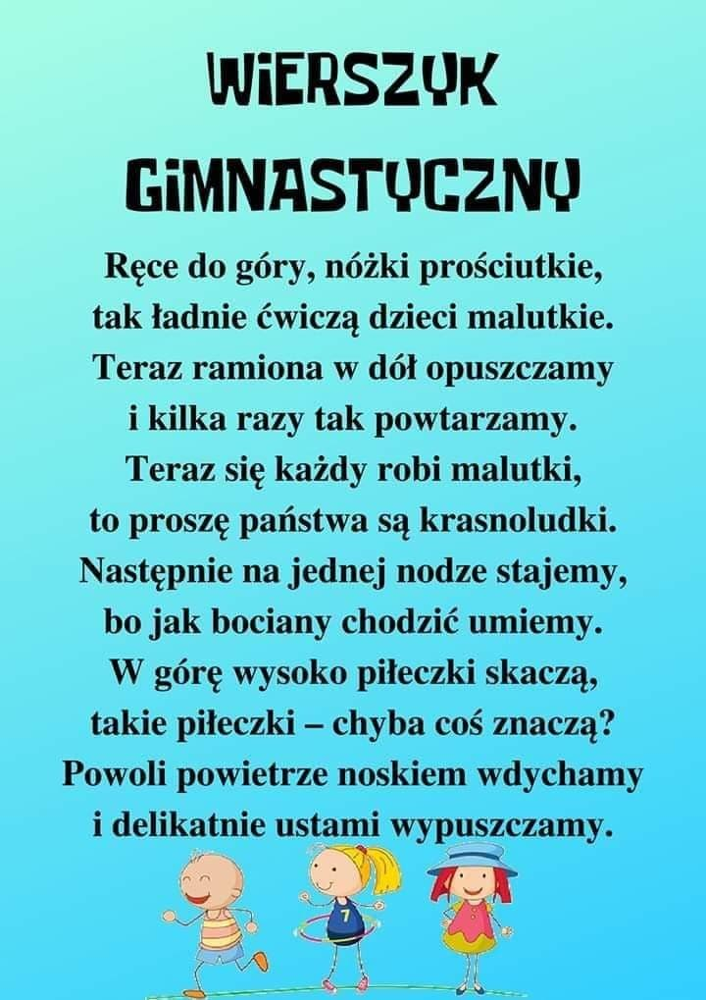 WIERSZYK
GIMNASTYCZNY
Ręce do góry, nóżki prościutkie,
tak ładnie ćwiczą dzieci malutkie.
Teraz ramiona w dół opuszczamy
i kilka razy tak powtarzamy.
Teraz się każdy robi malutki,
to proszę państwa są krasnoludki.
Następnie na jednej nodze stajemy,
bo jak bociany chodzić umiemy.
W górę wysoko piłeczki skaczą,
takie piłeczki – chyba coś znaczą?
Powoli powietrze noskiem wdychamy
i delikatnie ustami wypuszczamy.
7